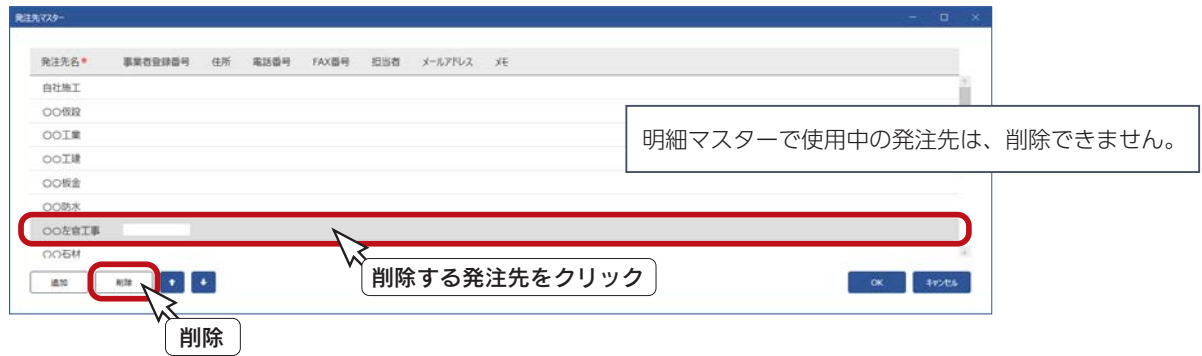 発注先マスター
発注先名* 事業者登録番号 住所 電話番号 FAX番号 担当者 メールアドレス メモ
自社施工
〇〇仮設
〇〇工業
〇〇工建
〇〇板金
〇〇防水
〇〇左官工事
〇〇石材
明細マスターで使用中の発注先は、削除できません。
削除する発注先をクリック
追加 削除 OK キャンセル
削除